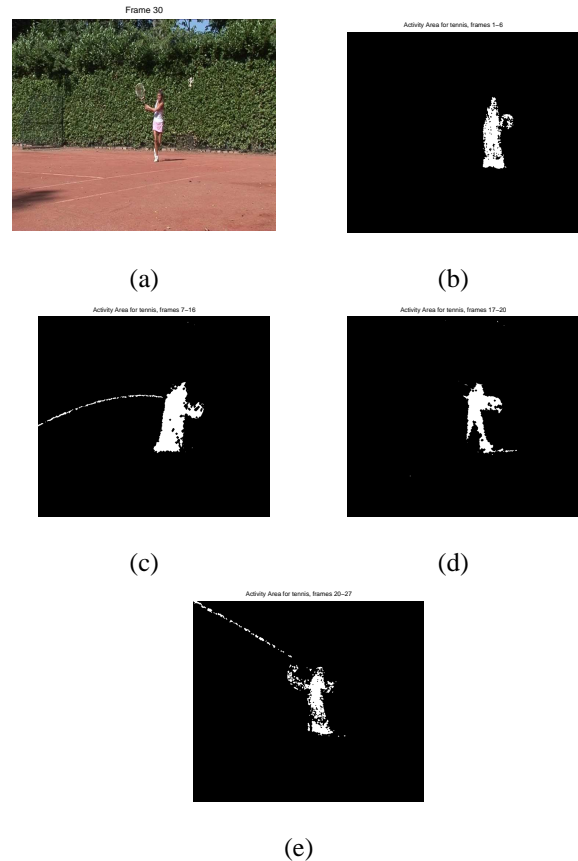 Frame 30
Activity Area for tennis, frames 1−6
(a)
(b)
Activity Area for tennis, frames 7−16
Activity Area for tennis, frames 17−20
(c)
(d)
Activity Area for tennis, frames 20−27
(e)